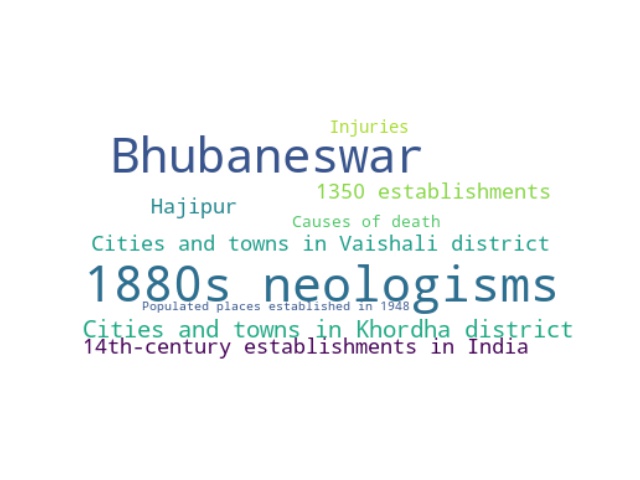 Injuries
Bhubaneswar
1350 establishments
Hajipur
Causes of death
Cities and towns in Vaishali district
1880s neologisms
Populated places established in 1948
Cities and towns in Khordha district
14th-century establishments in India